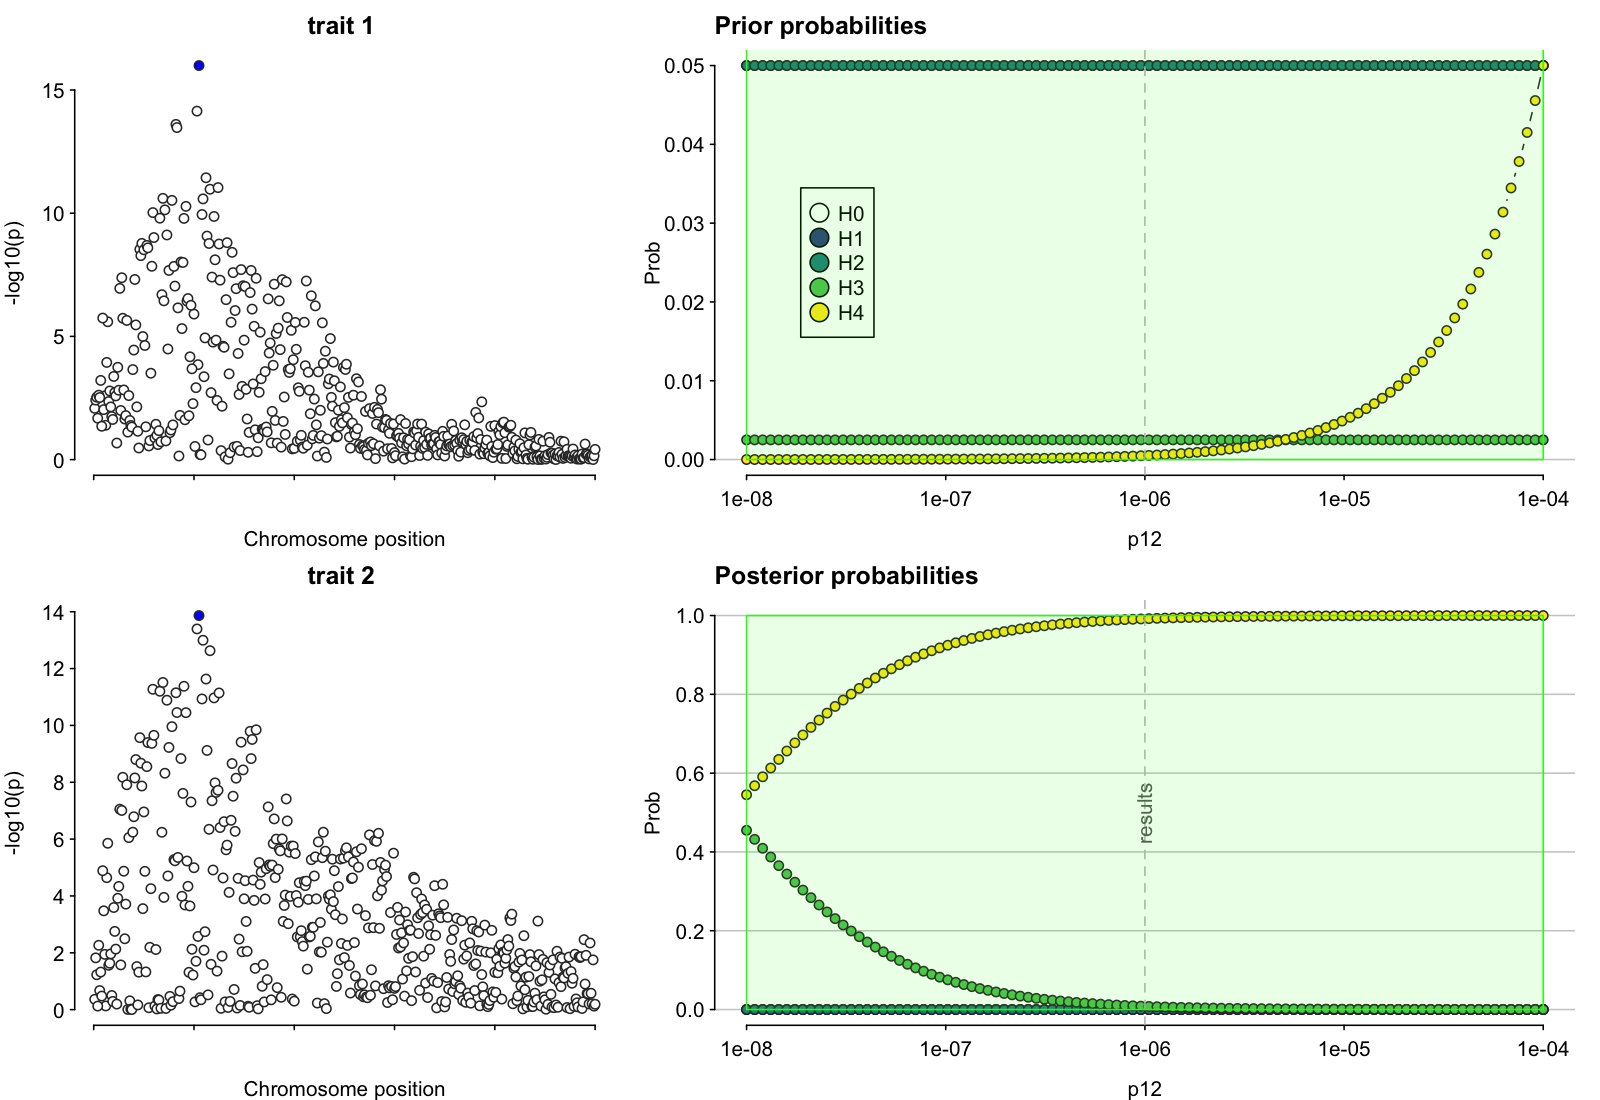 trait 1
15
10
5
0
-log10(p)
Chromosome position
Prior probabilities
0.05
0.04
0.03
0.02
0.01
0.00
Prob
H0
H1
H2
H3
H4
1e-08 1e-07 1e-06 1e-05 1e-04
p12
trait 2
14
12
10
8
6
4
2
0
-log10(p)
Chromosome position
Posterior probabilities
1.0
0.8
0.6
0.4
0.2
0.0
Prob
results
1e-08 1e-07 1e-06 1e-05 1e-04
p12